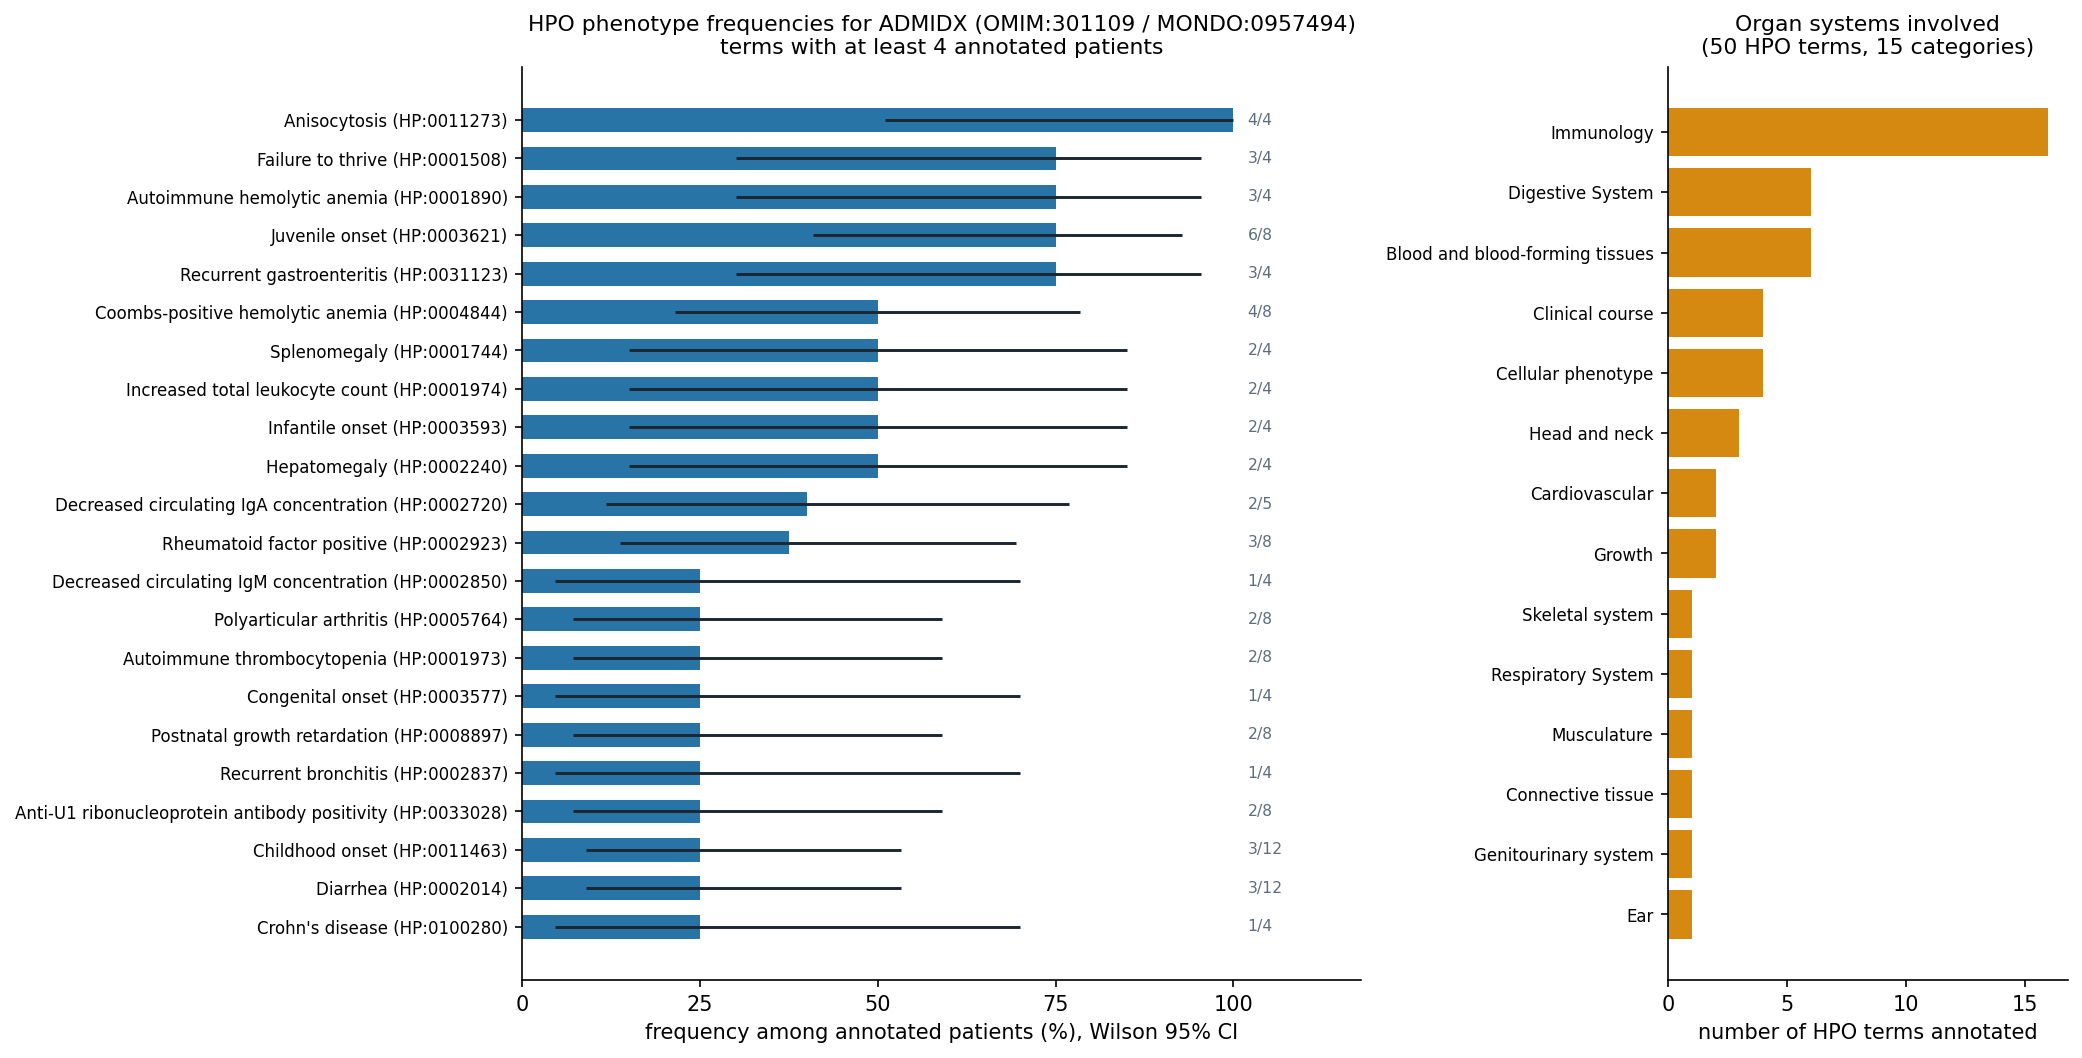 HPO phenotype frequencies for ADMIDX (OMIM:301109 / MONDO:0957494)
terms with at least 4 annotated patients
Anisocytosis (HP:0011273) 4/4
Failure to thrive (HP:0001508) 3/4
Autoimmune hemolytic anemia (HP:0001890) 3/4
Juvenile onset (HP:0003621) 6/8
Recurrent gastroenteritis (HP:0031123) 3/4
Coombs-positive hemolytic anemia (HP:0004844) 4/8
Splenomegaly (HP:0001744) 2/4
Increased total leukocyte count (HP:0001974) 2/4
Infantile onset (HP:0003593) 2/4
Hepatomegaly (HP:0002240) 2/4
Decreased circulating IgA concentration (HP:0002720) 2/5
Rheumatoid factor positive (HP:0002923) 3/8
Decreased circulating IgM concentration (HP:0002850) 1/4
Polyarticular arthritis (HP:0005764) 2/8
Autoimmune thrombocytopenia (HP:0001973) 2/8
Congenital onset (HP:0003577) 1/4
Postnatal growth retardation (HP:0008897) 2/8
Recurrent bronchitis (HP:0002837) 1/4
Anti-U1 ribonucleoprotein antibody positivity (HP:0033028) 2/8
Childhood onset (HP:0011463) 3/12
Diarrhea (HP:0002014) 3/12
Crohn's disease (HP:0100280) 1/4
0 25 50 75 100
frequency among annotated patients (%), Wilson 95% CI
Organ systems involved
(50 HPO terms, 15 categories)
Immunology
Digestive System
Blood and blood-forming tissues
Clinical course
Cellular phenotype
Head and neck
Cardiovascular
Growth
Skeletal system
Respiratory System
Musculature
Connective tissue
Genitourinary system
Ear
0 5 10 15
number of HPO terms annotated